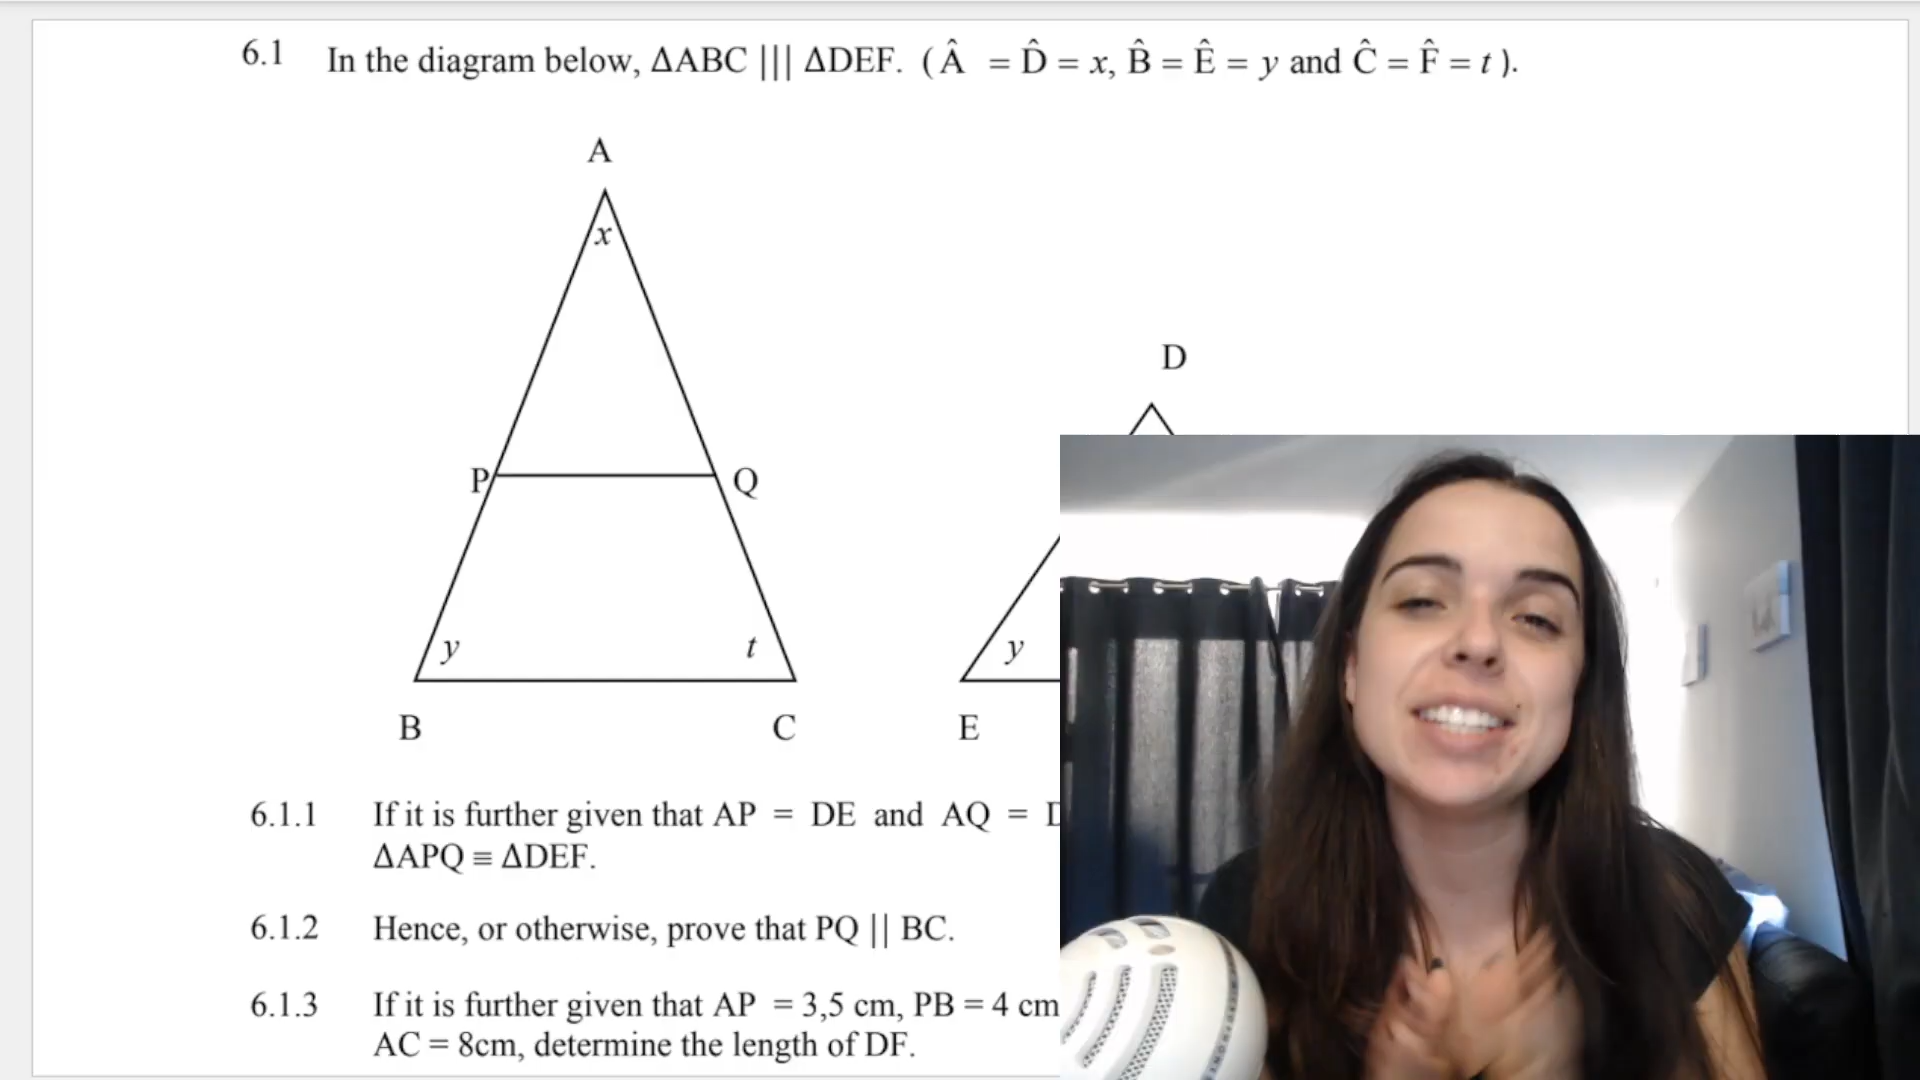 6.1 In the diagram below, ΔABC ||| ΔDEF. ( Â = D̂ = x, B̂ = Ê = y and Ĉ = F̂ = t ).
A
x
D
P
Q
y
t
y
B
C
E
6.1.1 If it is further given that AP = DE and AQ =
ΔAPQ ≡ ΔDEF.
6.1.2 Hence, or otherwise, prove that PQ || BC.
6.1.3 If it is further given that AP = 3,5 cm, PB = 4 cm
AC = 8cm, determine the length of DF.